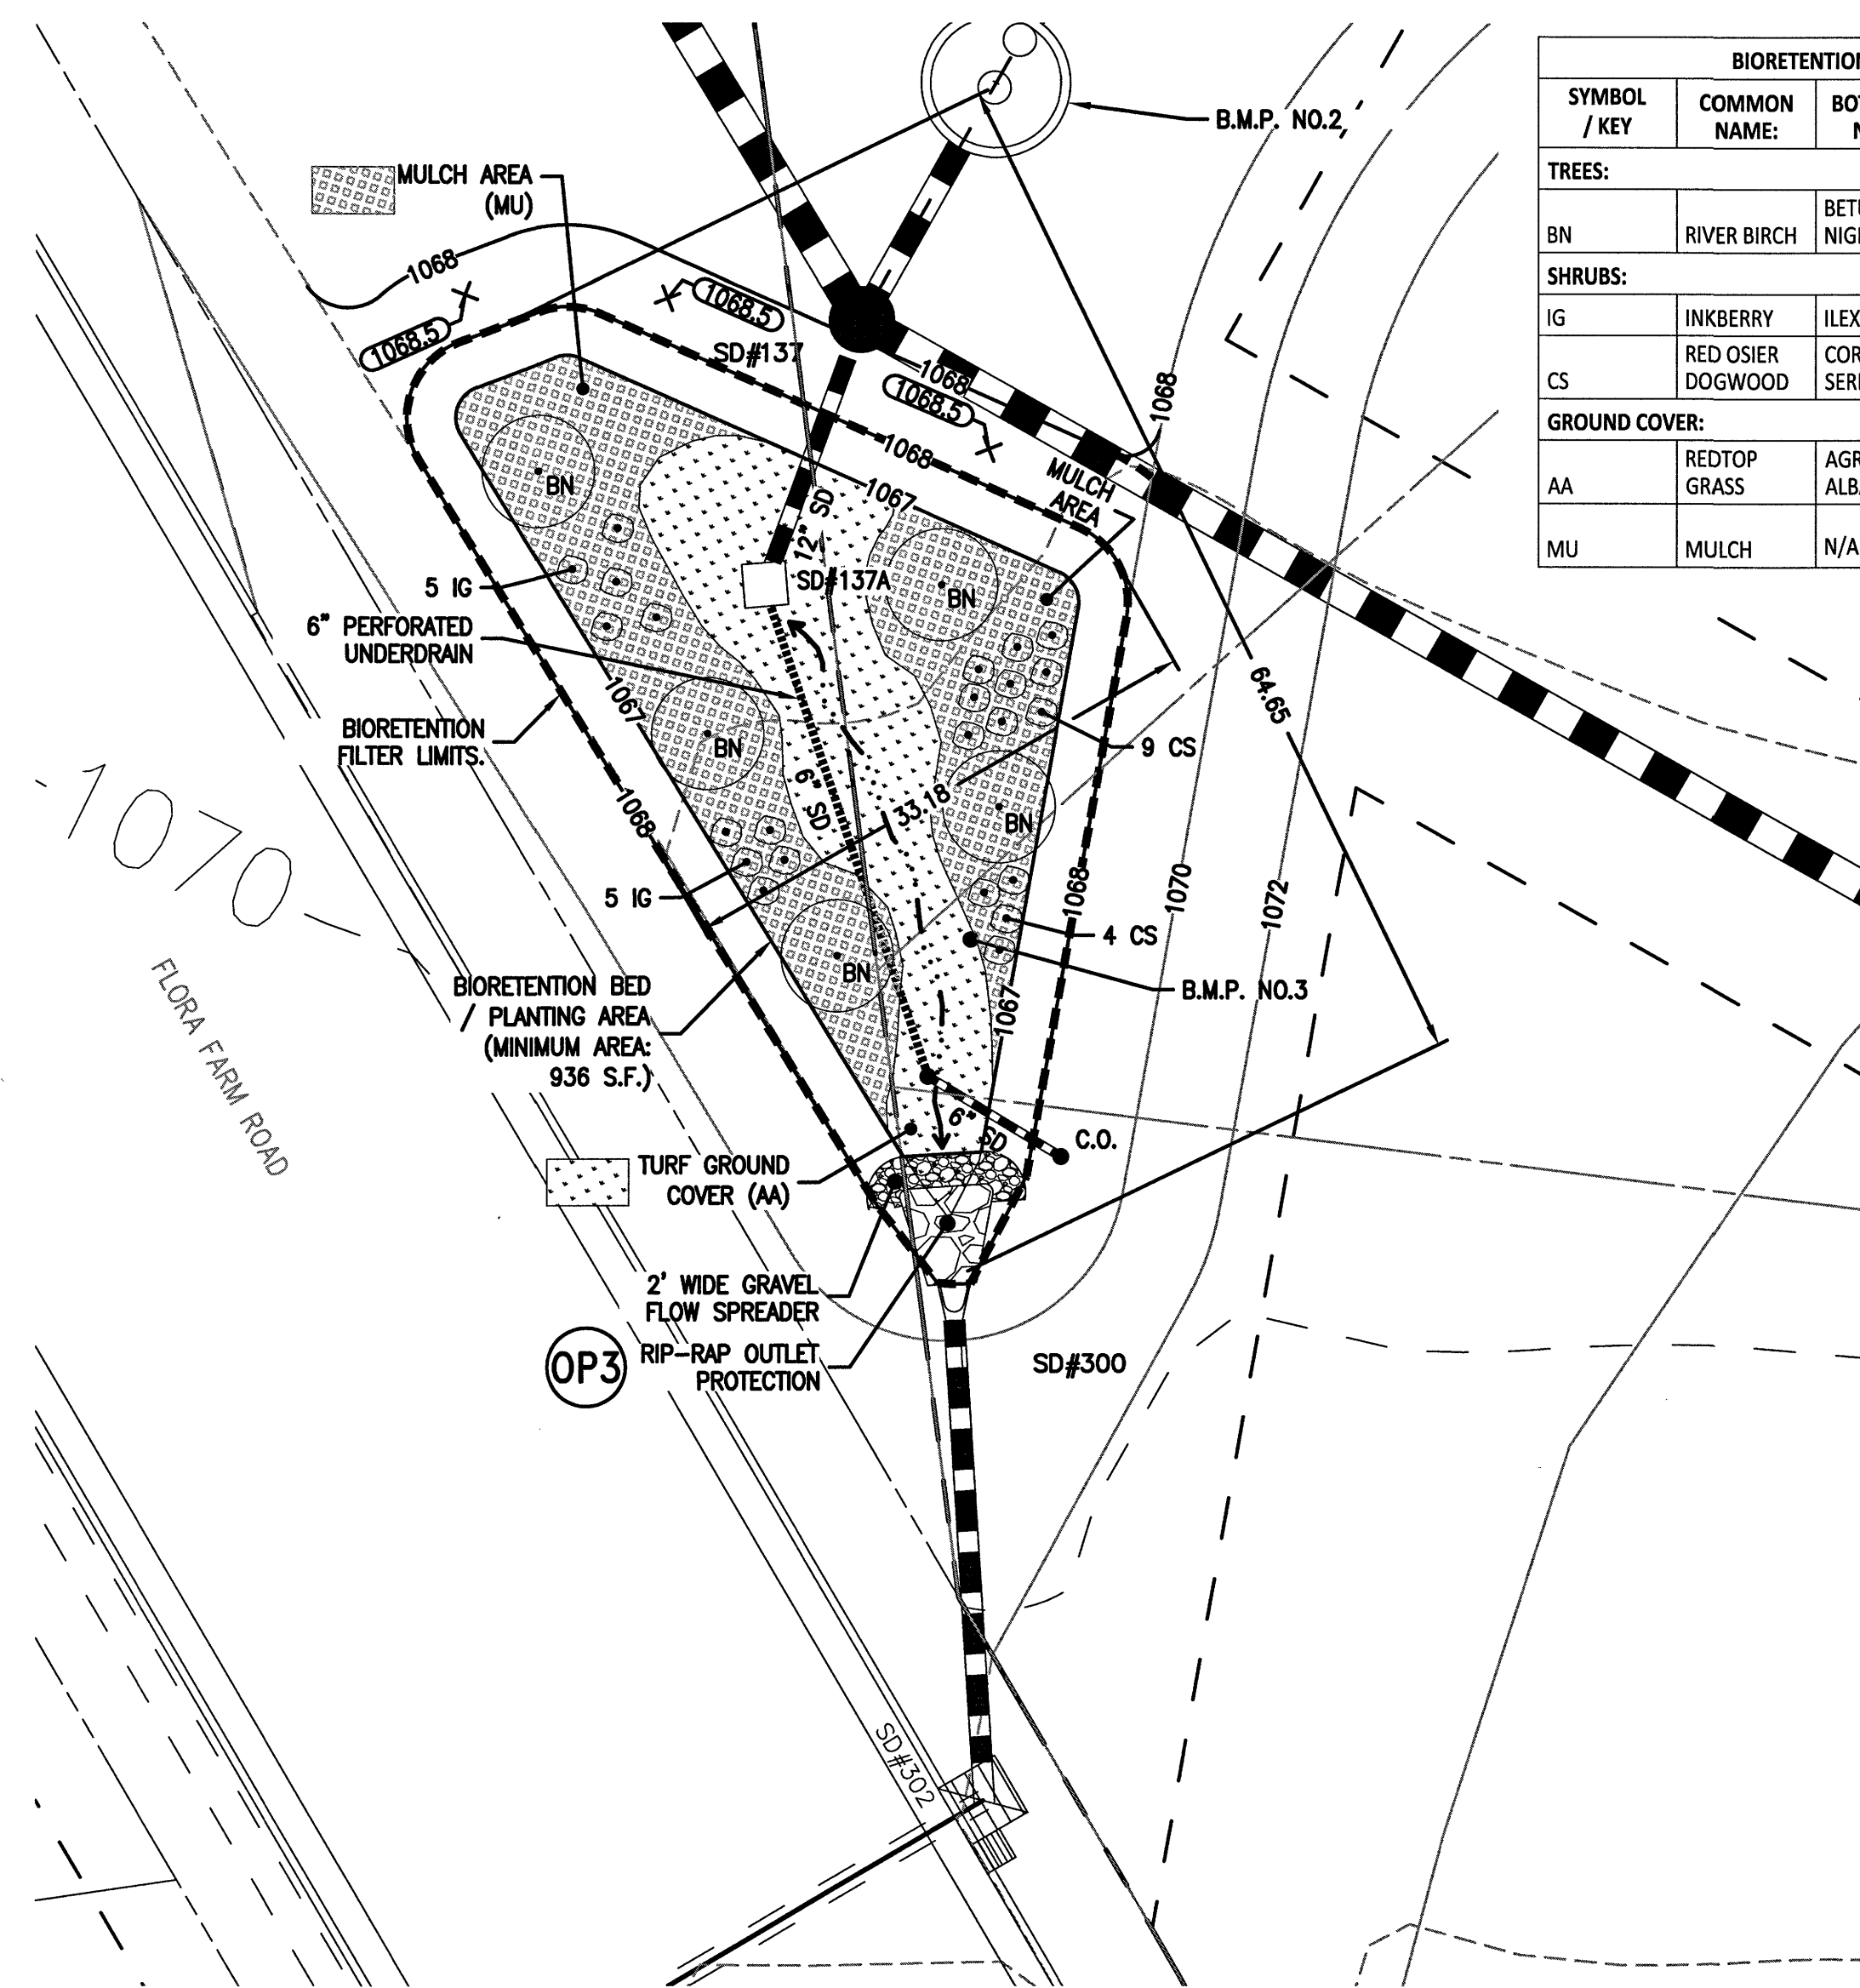 B.M.P. NO.2
MULCH AREA
(MU)
1068
1068.5
1068.5
SD#137
1068
1068.5
1068
1068
MULCH
AREA
1067
12" SD
BN
SD#137A
BN
5 IG
6" PERFORATED
UNDERDRAIN
1067
64.65
BIORETENTION
FILTER LIMITS.
BN
9 CS
6" SD
33.18
1068
BN
-1070-
1068
1070
1072
5 IG
4 CS
BN
B.M.P. NO.3
BIORETENTION BED
/ PLANTING AREA
(MINIMUM AREA:
936 S.F.)
1067
FLORA FARM ROAD
6" SD
C.O.
TURF GROUND
COVER (AA)
2' WIDE GRAVEL
FLOW SPREADER
OP3
RIP-RAP OUTLET
PROTECTION
SD#300
SD#302
BIORETENTION
SYMBOL
/ KEY
COMMON
NAME:
TREES:
BN
RIVER BIRCH
SHRUBS:
IG
INKBERRY
ILEX
CS
RED OSIER
DOGWOOD
GROUND COVER:
AA
REDTOP
GRASS
MU
MULCH
N/A